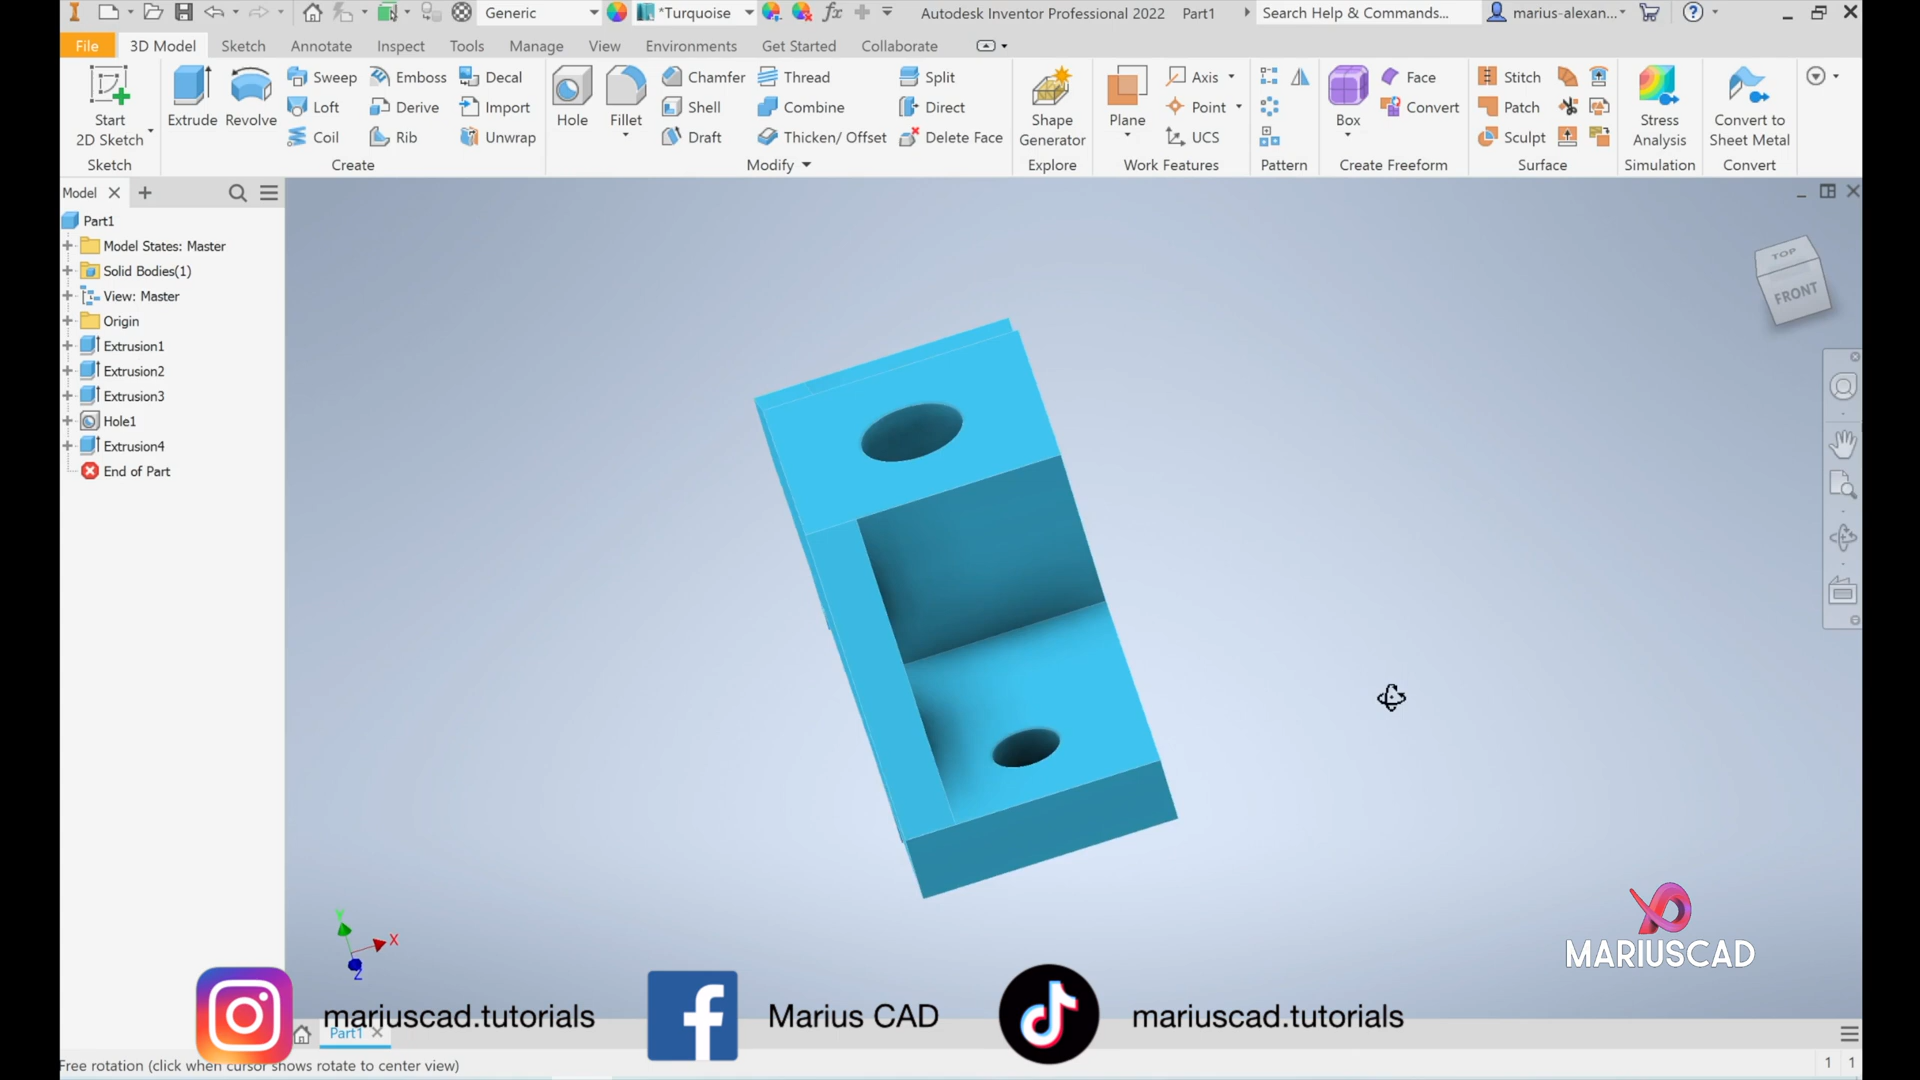 Generic
*Turquoise
fx
Autodesk Inventor Professional 2022 Part1
Search Help & Commands...
marius-alexan...
File 3D Model Sketch Annotate Inspect Tools Manage View Environments Get Started Collaborate
Start
2D Sketch
Sketch
Extrude
Revolve
Sweep
Loft
Coil
Emboss
Derive
Rib
Decal
Import
Unwrap
Create
Hole
Fillet
Chamfer
Shell
Draft
Thread
Combine
Thicken/ Offset
Split
Direct
Delete Face
Modify
Shape
Generator
Explore
Plane
Axis
Point
UCS
Work Features
Pattern
Box
Face
Convert
Create Freeform
Stitch
Patch
Sculpt
Surface
Stress
Analysis
Simulation
Convert to
Sheet Metal
Convert
Model
Part1
Model States: Master
Solid Bodies(1)
View: Master
Origin
Extrusion1
Extrusion2
Extrusion3
Hole1
Extrusion4
End of Part
TOP
FRONT
Y
X
Z
MARIUSCAD
mariuscad.tutorials
Marius CAD
mariuscad.tutorials
Part1
Free rotation (click when cursor shows rotate to center view)
1 1